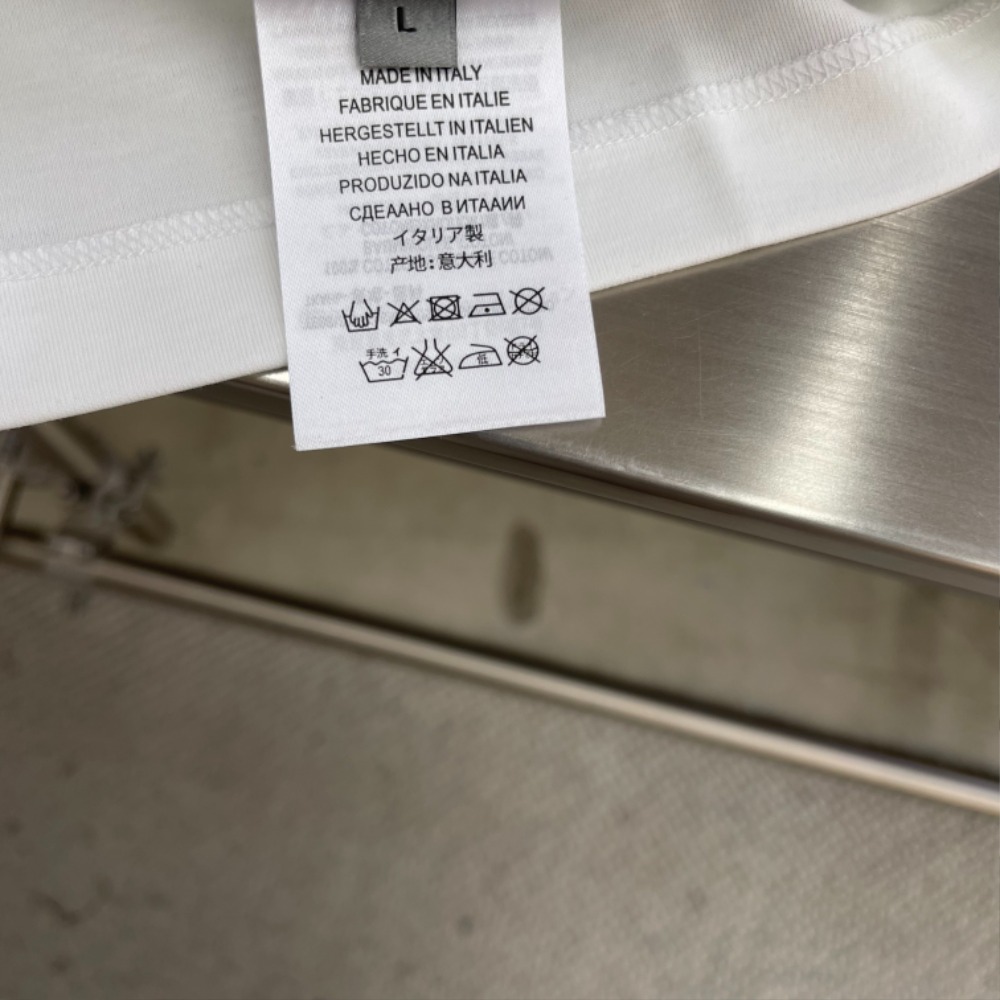 L
MADE IN ITALY
FABRIQUE EN ITALIE
HERGESTELLT IN ITALIEN
HECHO EN ITALIA
PRODUZIDO NA ITALIA
СДЕААНО В ИТААИИ
イタリア製
产地:意大利
手洗 イ
30
低